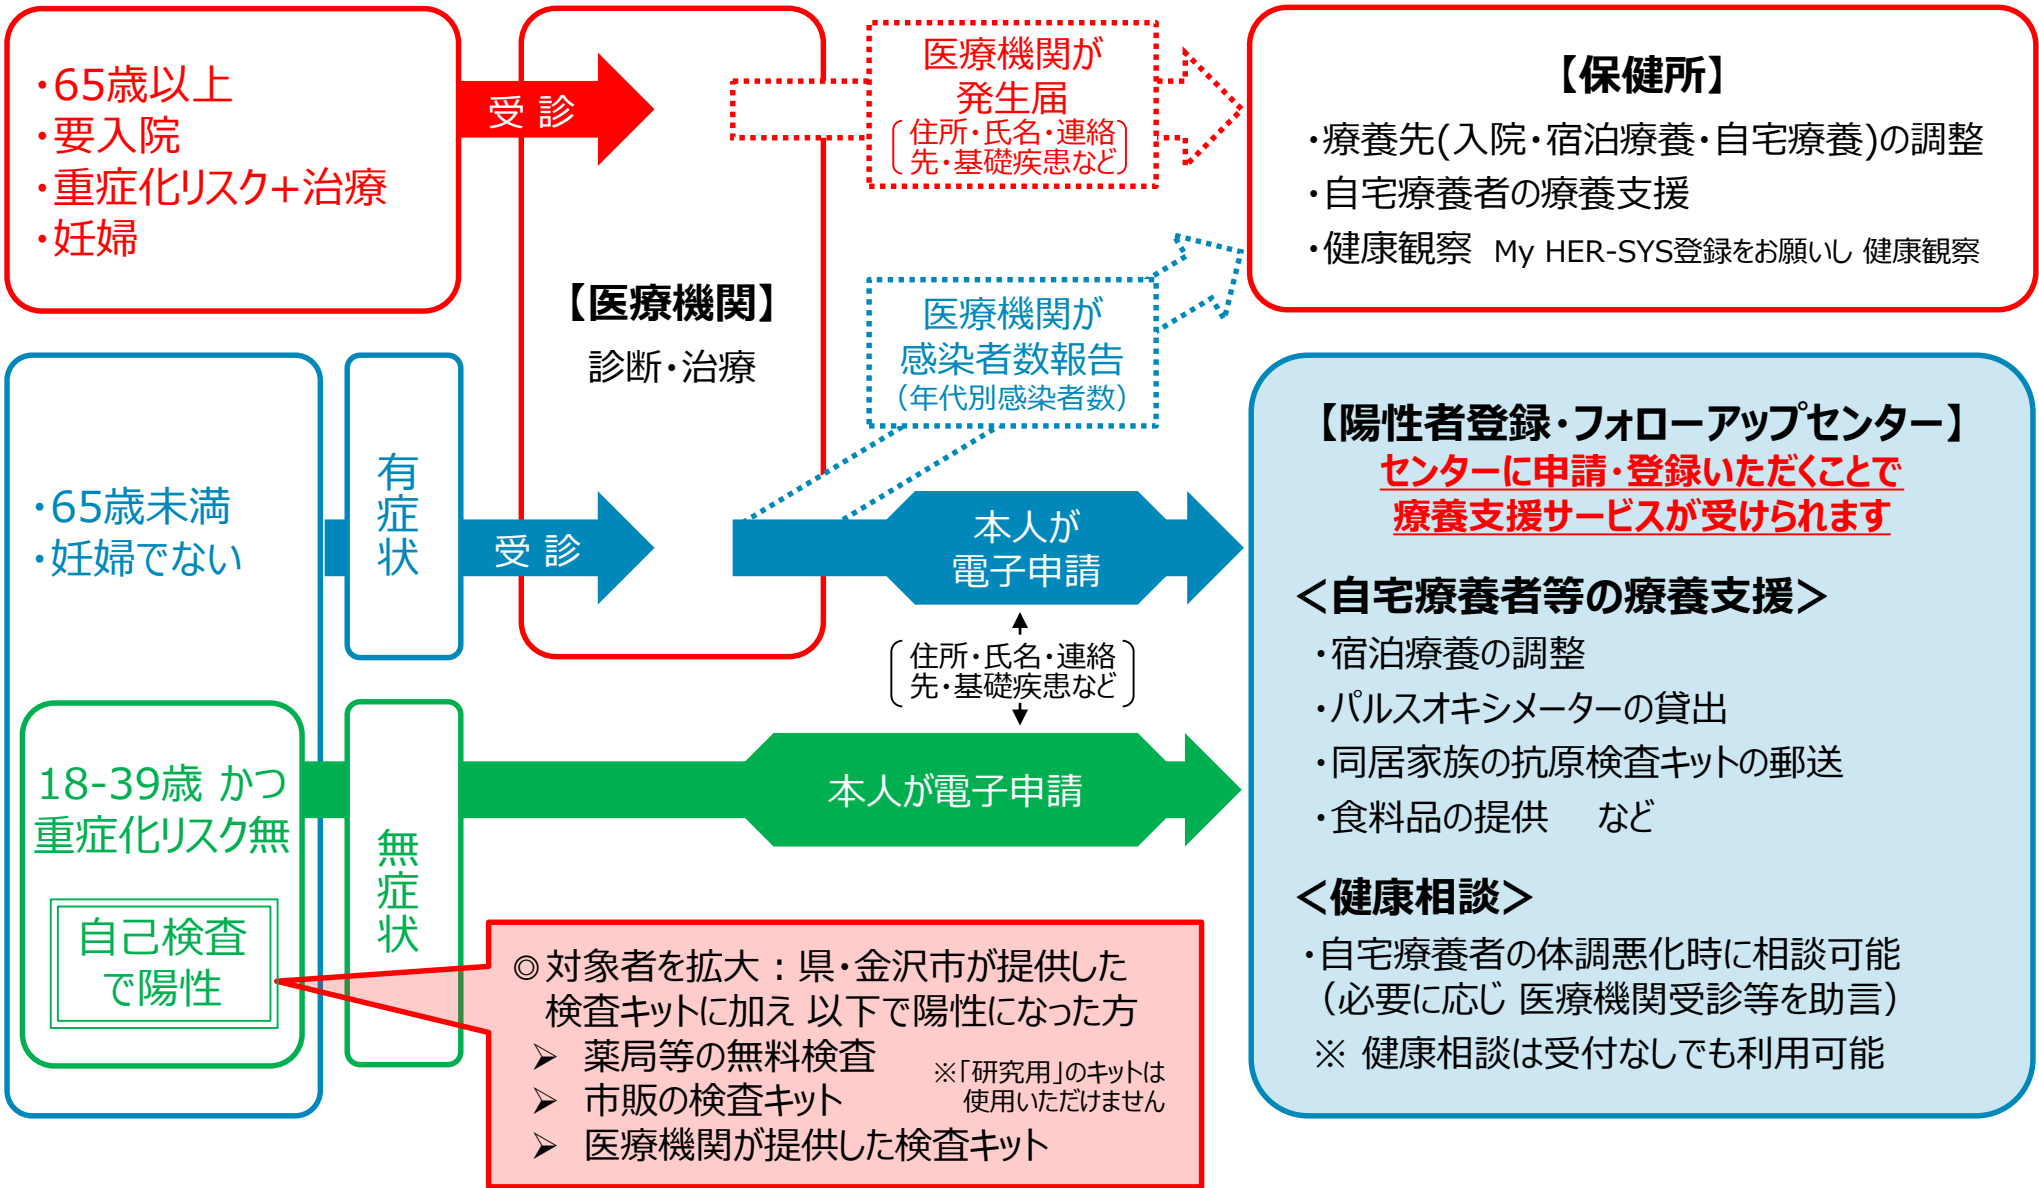 ・65歳以上
・要入院
・重症化リスク+治療
・妊婦
受 診
【医療機関】
診断・治療
医療機関が
発生届
住所・氏名・連絡
先・基礎疾患など
【保健所】
・療養先(入院・宿泊療養・自宅療養)の調整
・自宅療養者の療養支援
・健康観察 My HER-SYS登録をお願いし 健康観察
医療機関が
感染者数報告
(年代別感染者数)
・65歳未満
・妊婦でない
有症状
受 診
本人が
電子申請
住所・氏名・連絡
先・基礎疾患など
18-39歳 かつ
重症化リスク無
自己検査
で陽性
無症状
本人が電子申請
◎対象者を拡大:県・金沢市が提供した
検査キットに加え 以下で陽性になった方
➢ 薬局等の無料検査
➢ 市販の検査キット
※「研究用」のキットは
使用いただけません
➢ 医療機関が提供した検査キット
【陽性者登録・フォローアップセンター】
センターに申請・登録いただくことで
療養支援サービスが受けられます
<自宅療養者等の療養支援>
・宿泊療養の調整
・パルスオキシメーターの貸出
・同居家族の抗原検査キットの郵送
・食料品の提供 など
<健康相談>
・自宅療養者の体調悪化時に相談可能
(必要に応じ 医療機関受診等を助言)
※ 健康相談は受付なしでも利用可能